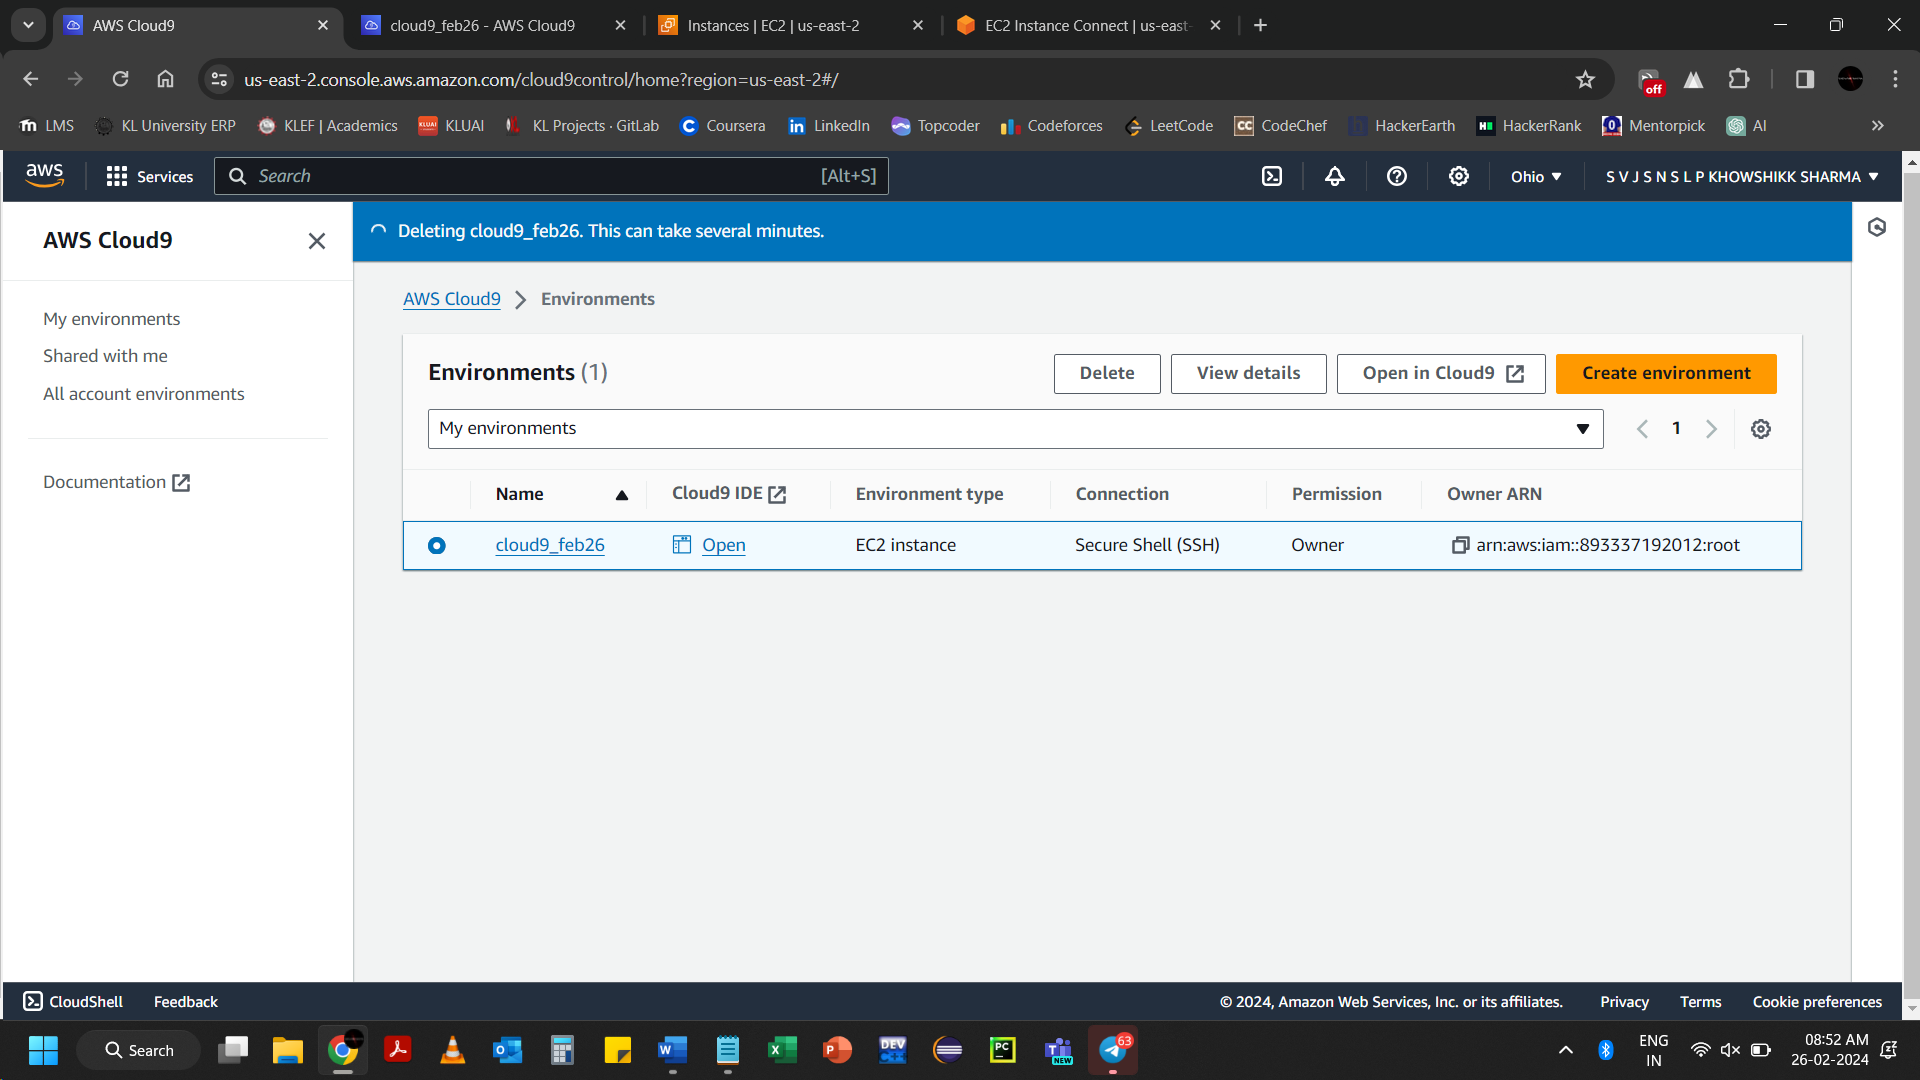 AWS Cloud9
cloud9_feb26 - AWS Cloud9
Instances | EC2 | us-east-2
EC2 Instance Connect | us-east-
us-east-2.console.aws.amazon.com/cloud9control/home?region=us-east-2#/
off
LMS
KL University ERP
KLEF | Academics
KLUAI
KL Projects · GitLab
Coursera
LinkedIn
Topcoder
Codeforces
LeetCode
CodeChef
HackerEarth
HackerRank
Mentorpick
AI
aws
Services
Search
[Alt+S]
Ohio
S V J S N S L P KHOWSHIKK SHARMA
AWS Cloud9
Deleting cloud9_feb26. This can take several minutes.
My environments
Shared with me
All account environments
Documentation
AWS Cloud9
Environments
Environments (1)
Delete
View details
Open in Cloud9
Create environment
My environments
1
Name
Cloud9 IDE
Environment type
Connection
Permission
Owner ARN
cloud9_feb26
Open
EC2 instance
Secure Shell (SSH)
Owner
arn:aws:iam::893337192012:root
CloudShell
Feedback
© 2024, Amazon Web Services, Inc. or its affiliates.
Privacy
Terms
Cookie preferences
Search
DEV
PC
NEW
63
ENG
IN
08:52 AM
26-02-2024